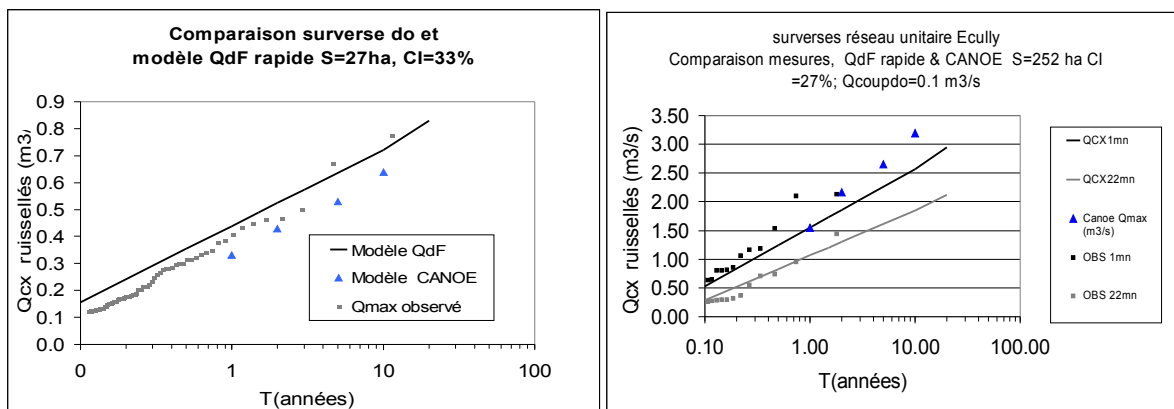 Comparaison surverse do et
modèle QdF rapide S=27ha, CI=33%
Qcx ruissellés (m3/
0.9
0.8
0.7
0.6
0.5
0.4
0.3
0.2
0.1
0.0
0
1
10
100
T(années)
Modèle QdF
Modèle CANOE
Qmax observé
surverses réseau unitaire Ecully
Comparaison mesures, QdF rapide & CANOE S=252 ha CI
=27%; Qcoupdo=0.1 m3/s
Qcx ruissellés (m3/s)
3.50
3.00
2.50
2.00
1.50
1.00
0.50
0.00
0.10
1.00
10.00
100.00
T(années)
QCX1mn
QCX22mn
Canoe Qmax
(m3/s)
OBS 1mn
OBS 22mn